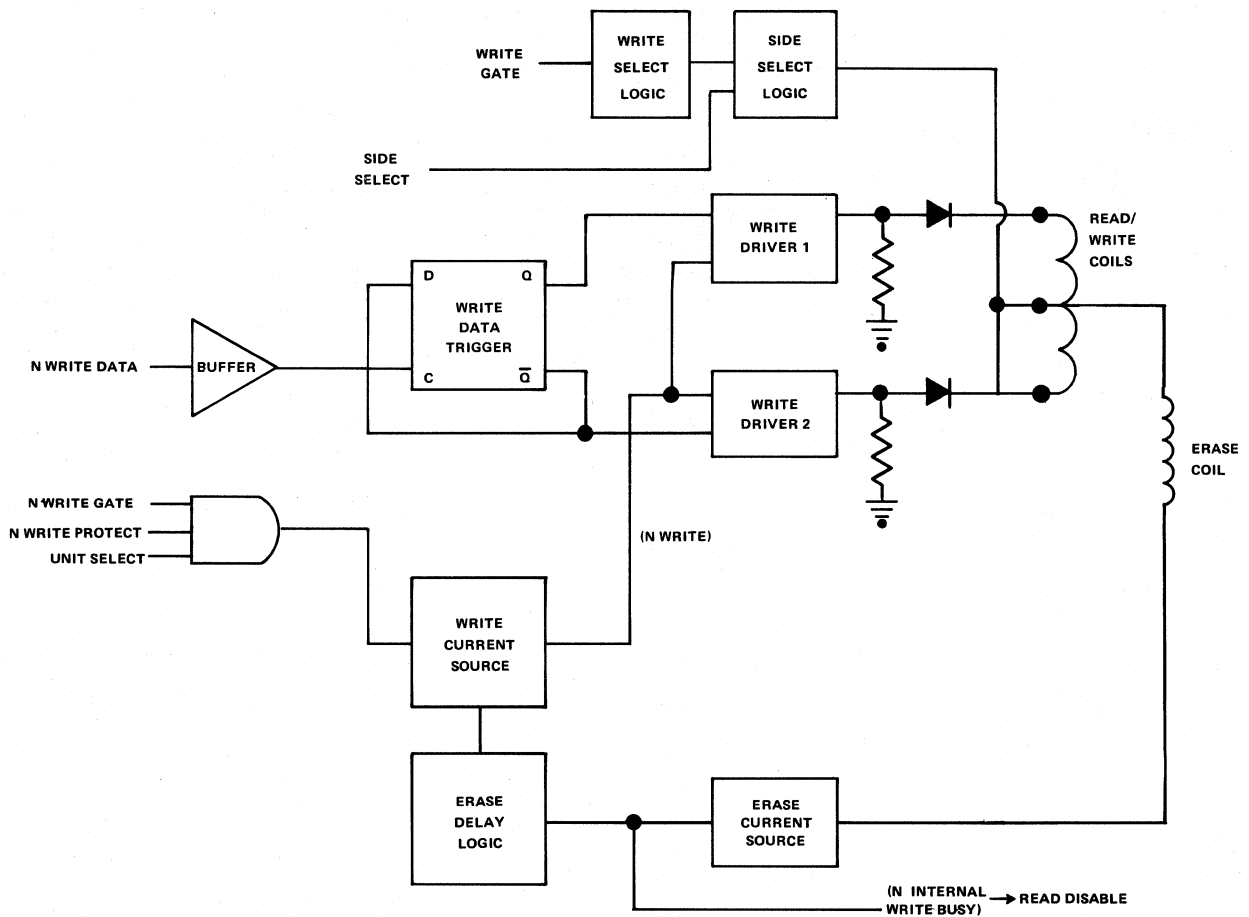 WRITE
GATE
WRITE
SELECT
LOGIC
SIDE
SELECT
LOGIC
SIDE
SELECT
WRITE
DRIVER 1
READ/
WRITE
COILS
D
Q
WRITE
DATA
TRIGGER
C
Q̅
N WRITE DATA
BUFFER
WRITE
DRIVER 2
ERASE
COIL
N WRITE GATE
N WRITE PROTECT
UNIT SELECT
(N WRITE)
WRITE
CURRENT
SOURCE
ERASE
DELAY
LOGIC
ERASE
CURRENT
SOURCE
(N INTERNAL
WRITE BUSY)
READ DISABLE